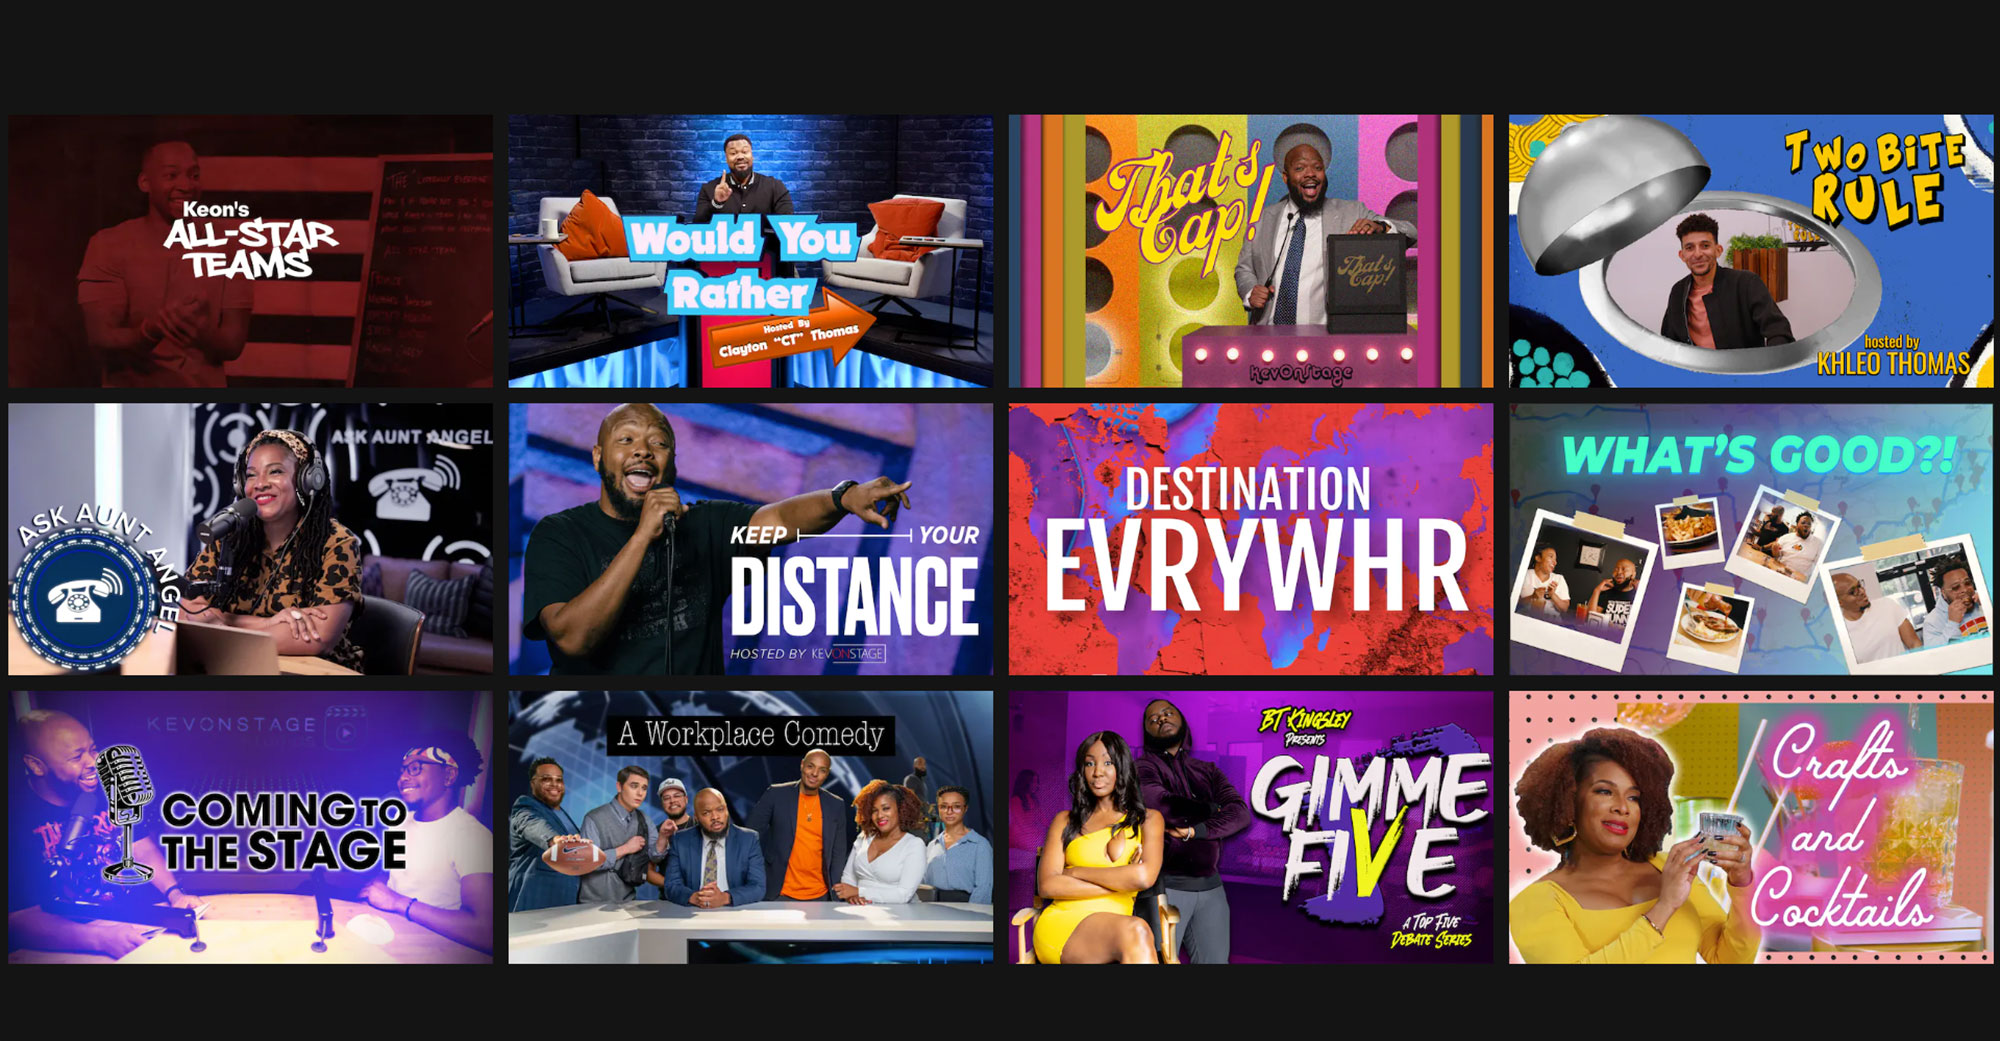 Keon's
ALL-STAR
TEAMS
Would You
Rather
Hosted By
Clayton "CT" Thomas
That's
Cap!
That's
Cap!
KevOnStage
TWO BITE
RULE
hosted by
KHLEO THOMAS
ASK AUNT ANGEL
ASK AUNT ANGEL
KEEP YOUR
DISTANCE
HOSTED BY KEVONSTAGE
DESTINATION
EVRYWHR
WHAT'S GOOD?!
KEVONSTAGE
COMING TO
THE STAGE
A Workplace Comedy
BT KINGSLEY
PRESENTS
GIMME
FIVE
A TOP FIVE
DEBATE SERIES
Crafts
and
Cocktails